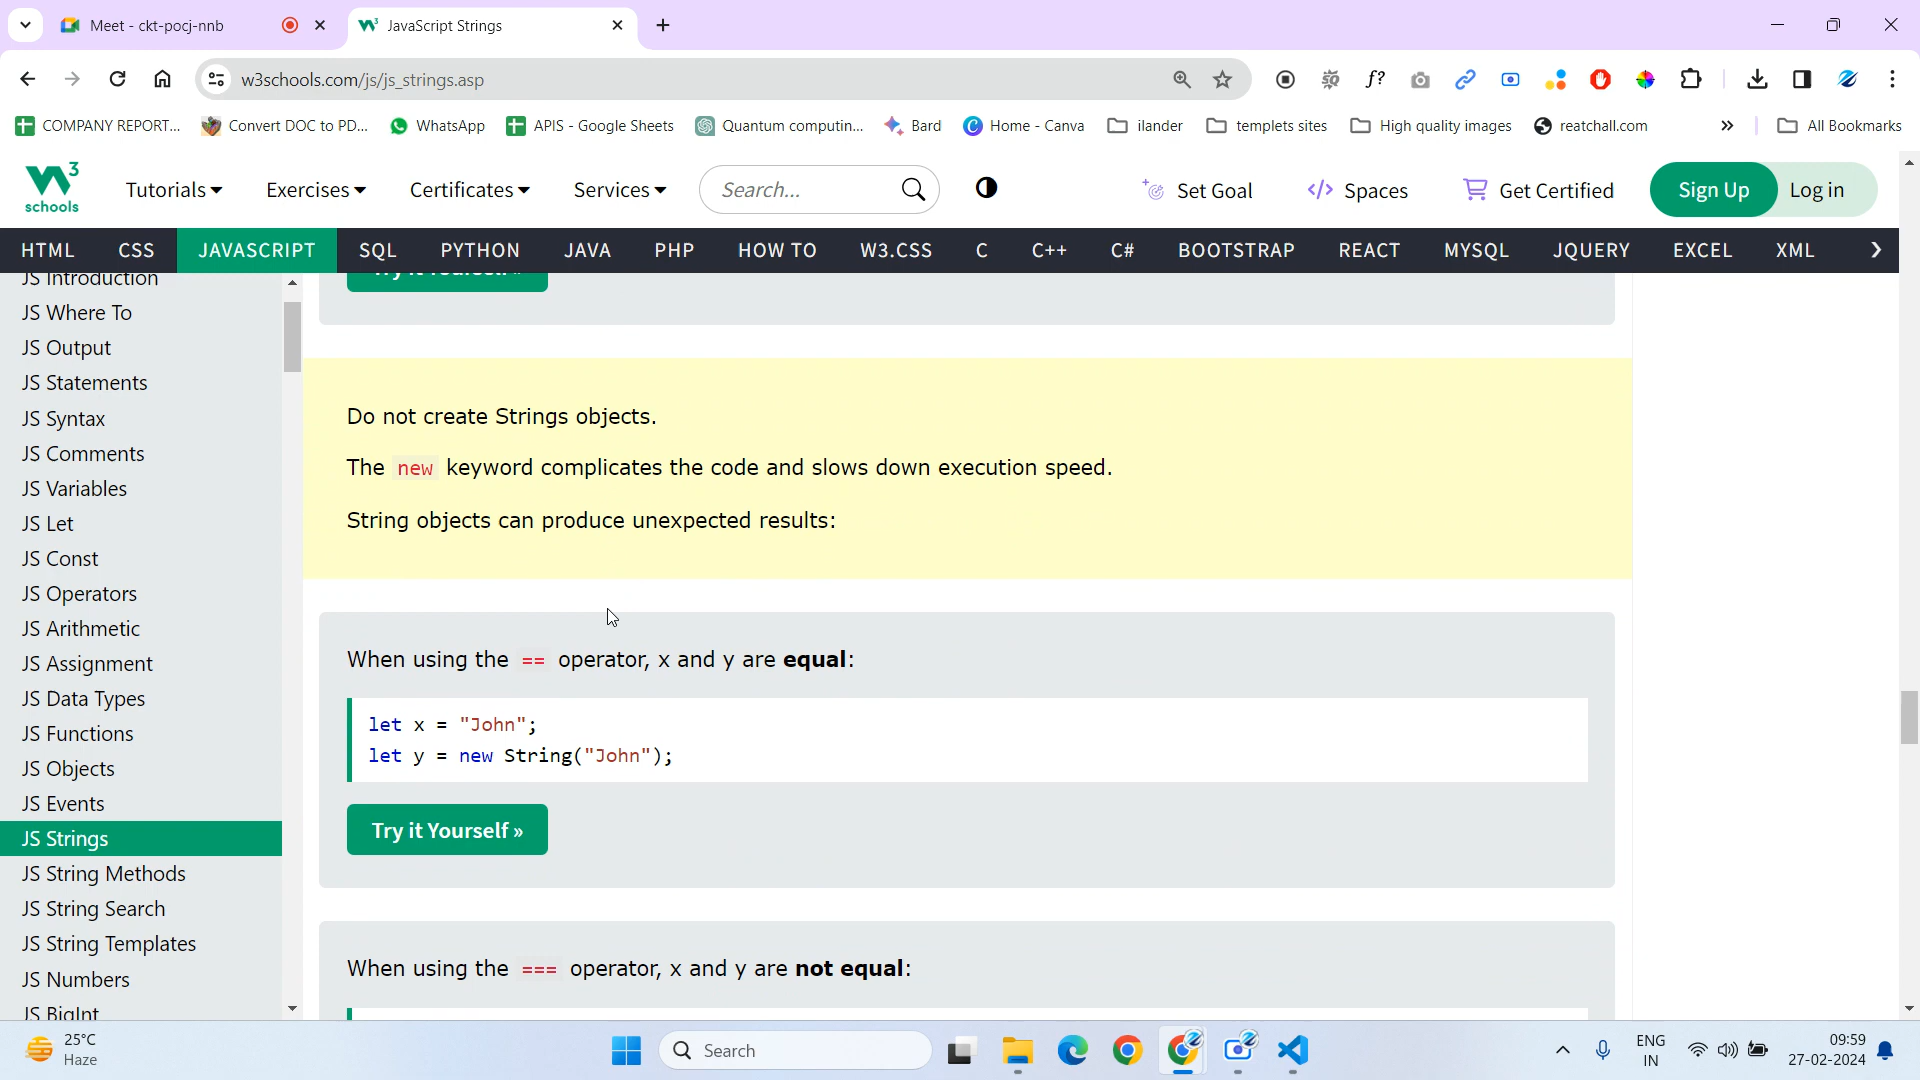 Meet - ckt-pocj-nnb
JavaScript Strings
w3schools.com/js/js_strings.asp
f?
COMPANY REPORT...
Convert DOC to PD...
WhatsApp
APIS - Google Sheets
Quantum computin...
Bard
Home - Canva
ilander
templets sites
High quality images
reatchall.com
»
All Bookmarks
W3
schools
Tutorials
Exercises
Certificates
Services
Search...
Set Goal
</> Spaces
Get Certified
Sign Up
Log in
HTML
CSS
JAVASCRIPT
SQL
PYTHON
JAVA
PHP
HOW TO
W3.CSS
C
C++
C#
BOOTSTRAP
REACT
MYSQL
JQUERY
EXCEL
XML
JS Introduction
JS Where To
JS Output
JS Statements
JS Syntax
JS Comments
JS Variables
JS Let
JS Const
JS Operators
JS Arithmetic
JS Assignment
JS Data Types
JS Functions
JS Objects
JS Events
JS Strings
JS String Methods
JS String Search
JS String Templates
JS Numbers
JS BigInt
Try it Yourself »
Do not create Strings objects.
The new keyword complicates the code and slows down execution speed.
String objects can produce unexpected results:
When using the == operator, x and y are equal:
let x = "John";
let y = new String("John");
Try it Yourself »
When using the === operator, x and y are not equal:
25°C
Haze
Search
ENG
IN
09:59
27-02-2024